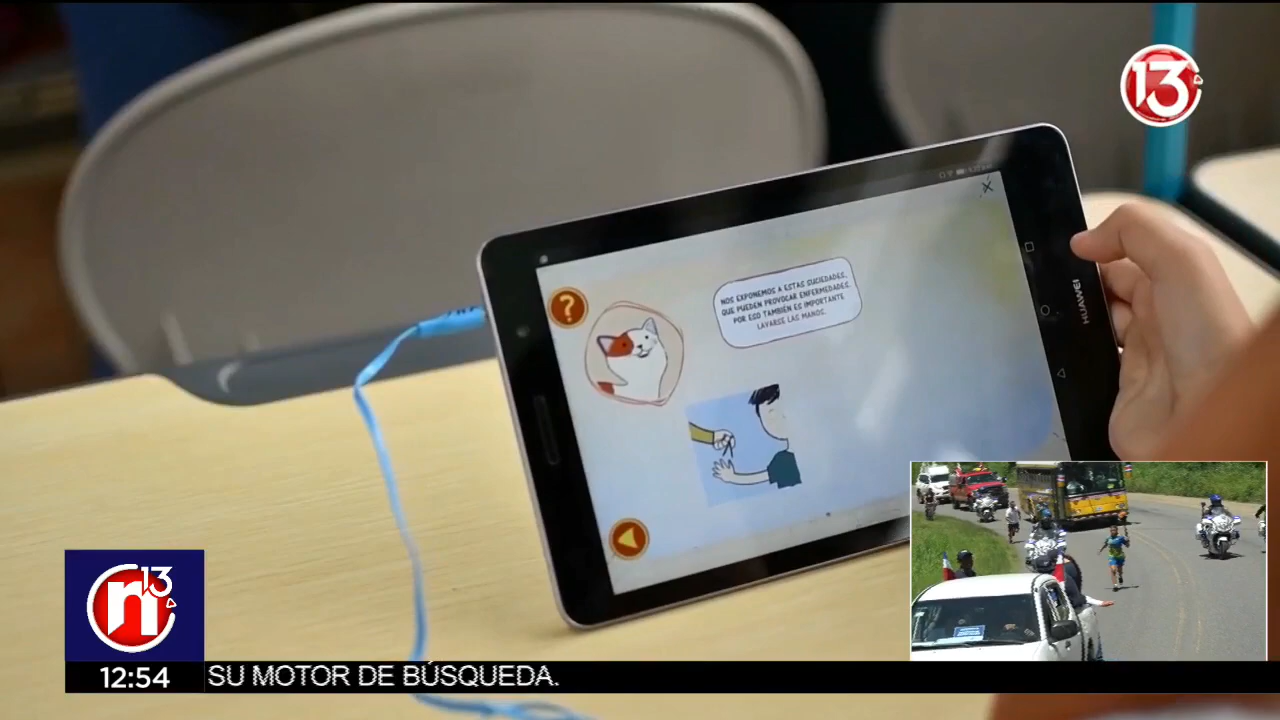 13
?
NOS EXPONEMOS A ESTAS SUCIEDADES,
QUE PUEDEN PROVOCAR ENFERMEDADES.
POR ESO TAMBIÉN ES IMPORTANTE
LAVARSE LAS MANOS.
HUAWEI
n13
12:54 SU MOTOR DE BÚSQUEDA.